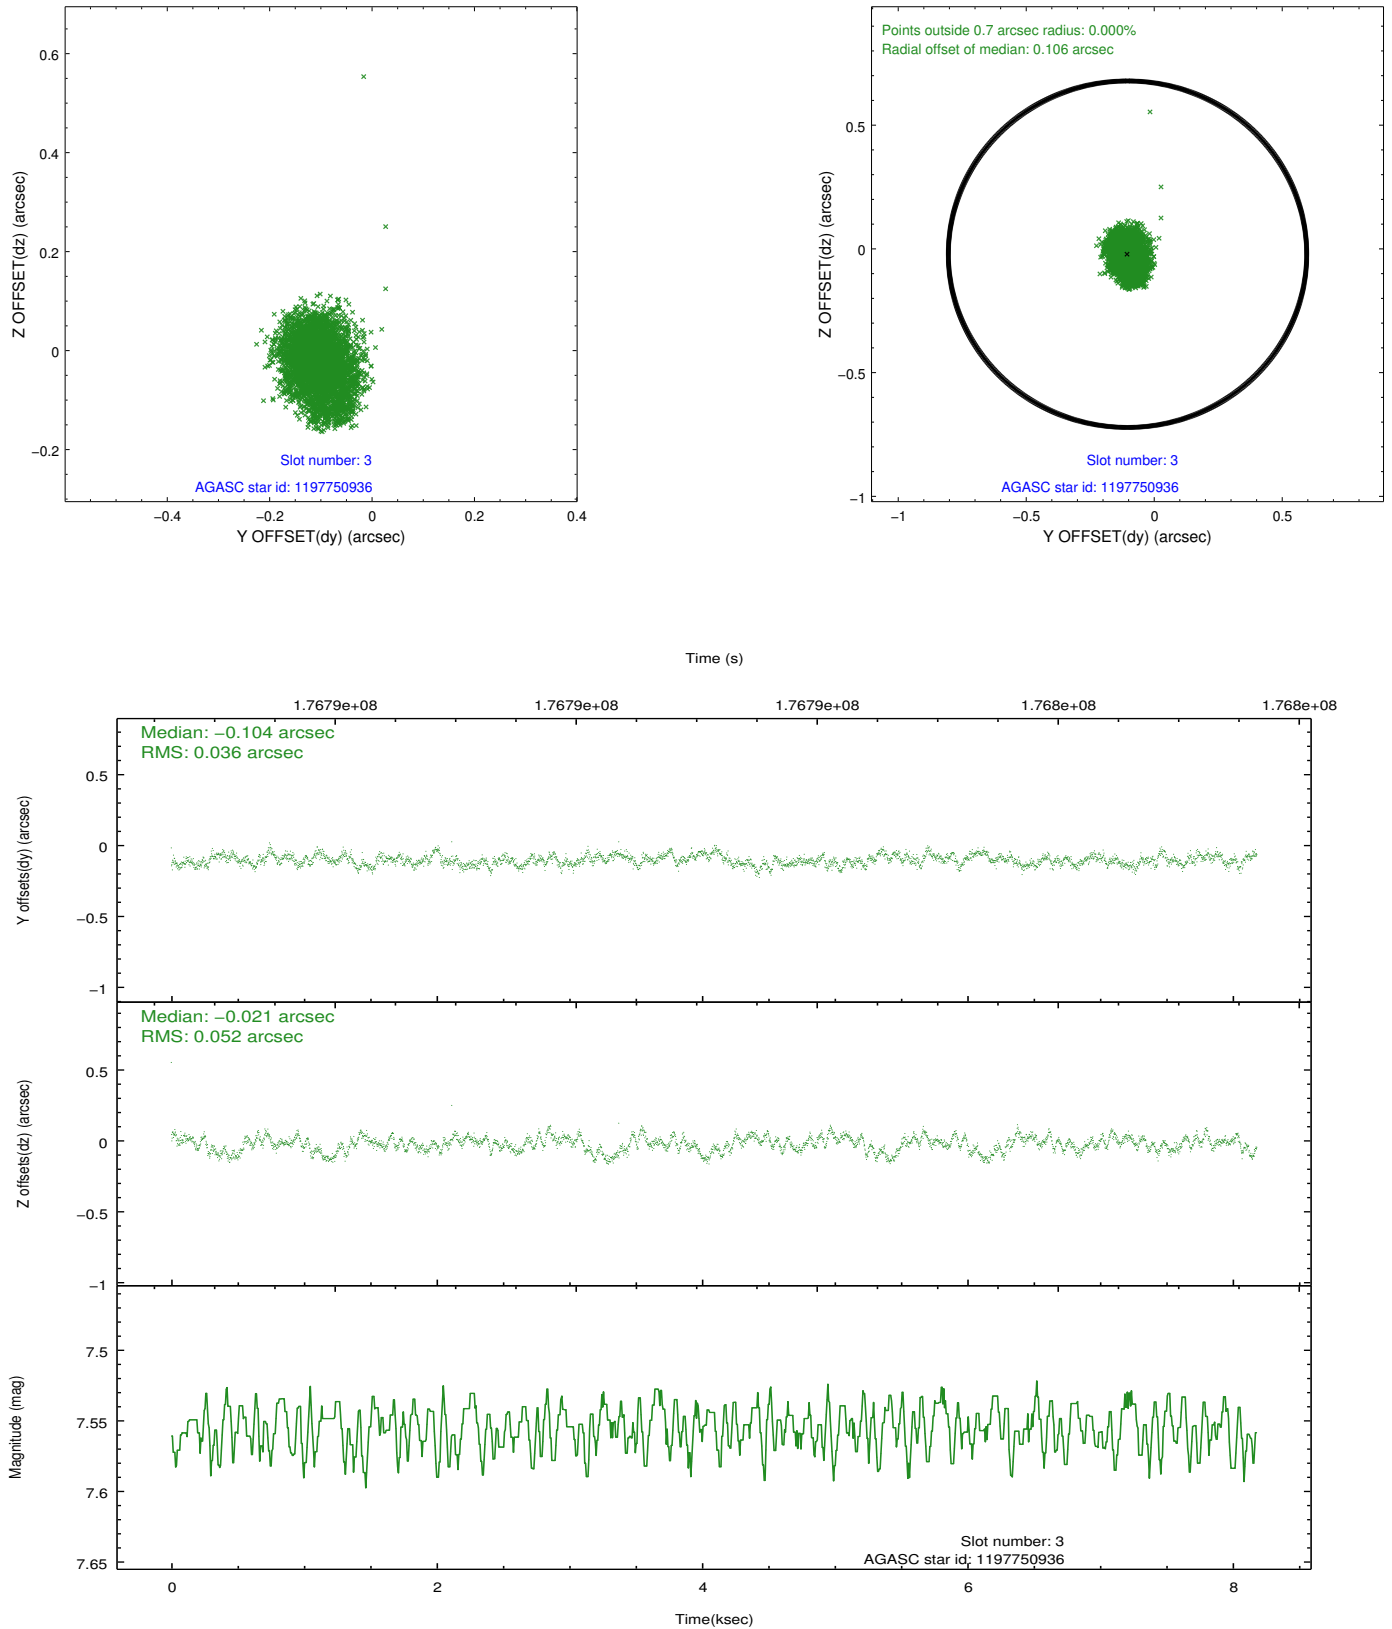 0.6
0.4
0.2
0
−0.2
Z OFFSET(dz) (arcsec)
Slot number: 3
AGASC star id: 1197750936
−0.4 −0.2 0 0.2 0.4
Y OFFSET(dy) (arcsec)
Points outside 0.7 arcsec radius: 0.000%
Radial offset of median: 0.106 arcsec
0.5
0
−0.5
−1
Z OFFSET(dz) (arcsec)
Slot number: 3
AGASC star id: 1197750936
−1 −0.5 0 0.5
Y OFFSET(dy) (arcsec)
Time (s)
1.7679e+08 1.7679e+08 1.7679e+08 1.768e+08 1.768e+08
Median: −0.104 arcsec
RMS: 0.036 arcsec
0.5
0
−0.5
−1
Y offsets(dy) (arcsec)
Median: −0.021 arcsec
RMS: 0.052 arcsec
0.5
0
−0.5
−1
Z offsets(dz) (arcsec)
7.5
7.55
7.6
7.65
Magnitude (mag)
Slot number: 3
AGASC star id: 1197750936
0 2 4 6 8
Time(ksec)